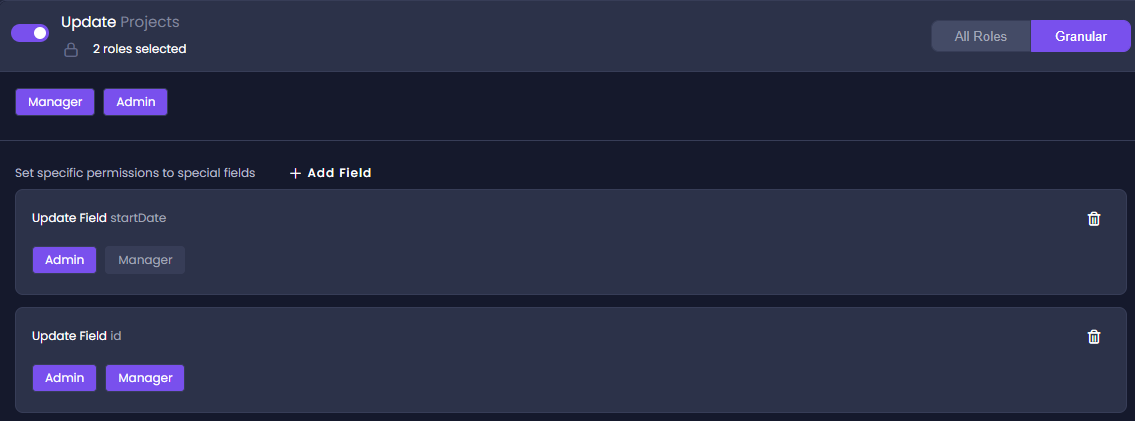 Update Projects
2 roles selected
All Roles
Granular
Manager
Admin
Set specific permissions to special fields
Add Field
Update Field startDate
Admin
Manager
Update Field id
Admin
Manager